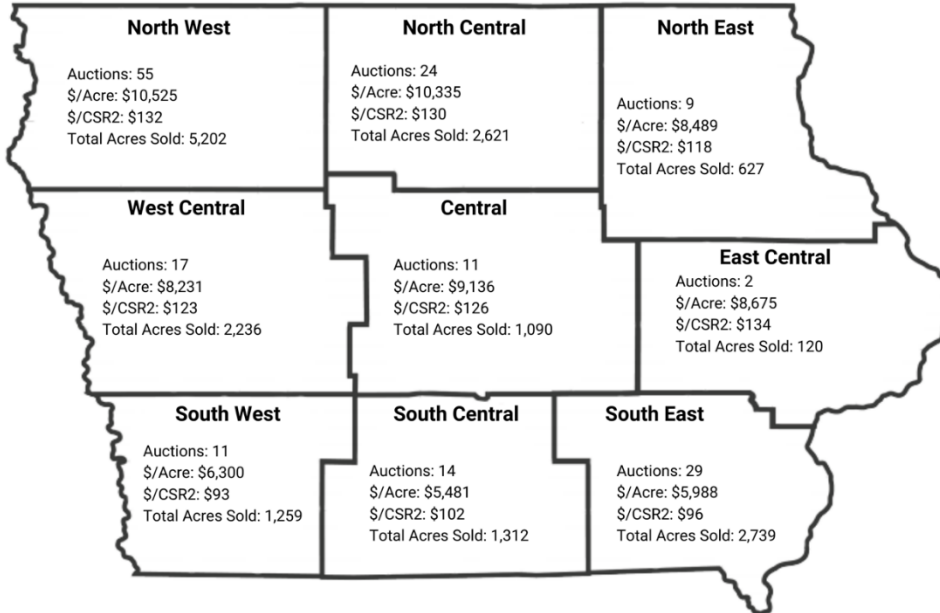 North West
Auctions: 55
$/Acre: $10,525
$/CSR2: $132
Total Acres Sold: 5,202
North Central
Auctions: 24
$/Acre: $10,335
$/CSR2: $130
Total Acres Sold: 2,621
North East
Auctions: 9
$/Acre: $8,489
$/CSR2: $118
Total Acres Sold: 627
West Central
Auctions: 17
$/Acre: $8,231
$/CSR2: $123
Total Acres Sold: 2,236
Central
Auctions: 11
$/Acre: $9,136
$/CSR2: $126
Total Acres Sold: 1,090
East Central
Auctions: 2
$/Acre: $8,675
$/CSR2: $134
Total Acres Sold: 120
South West
Auctions: 11
$/Acre: $6,300
$/CSR2: $93
Total Acres Sold: 1,259
South Central
Auctions: 14
$/Acre: $5,481
$/CSR2: $102
Total Acres Sold: 1,312
South East
Auctions: 29
$/Acre: $5,988
$/CSR2: $96
Total Acres Sold: 2,739